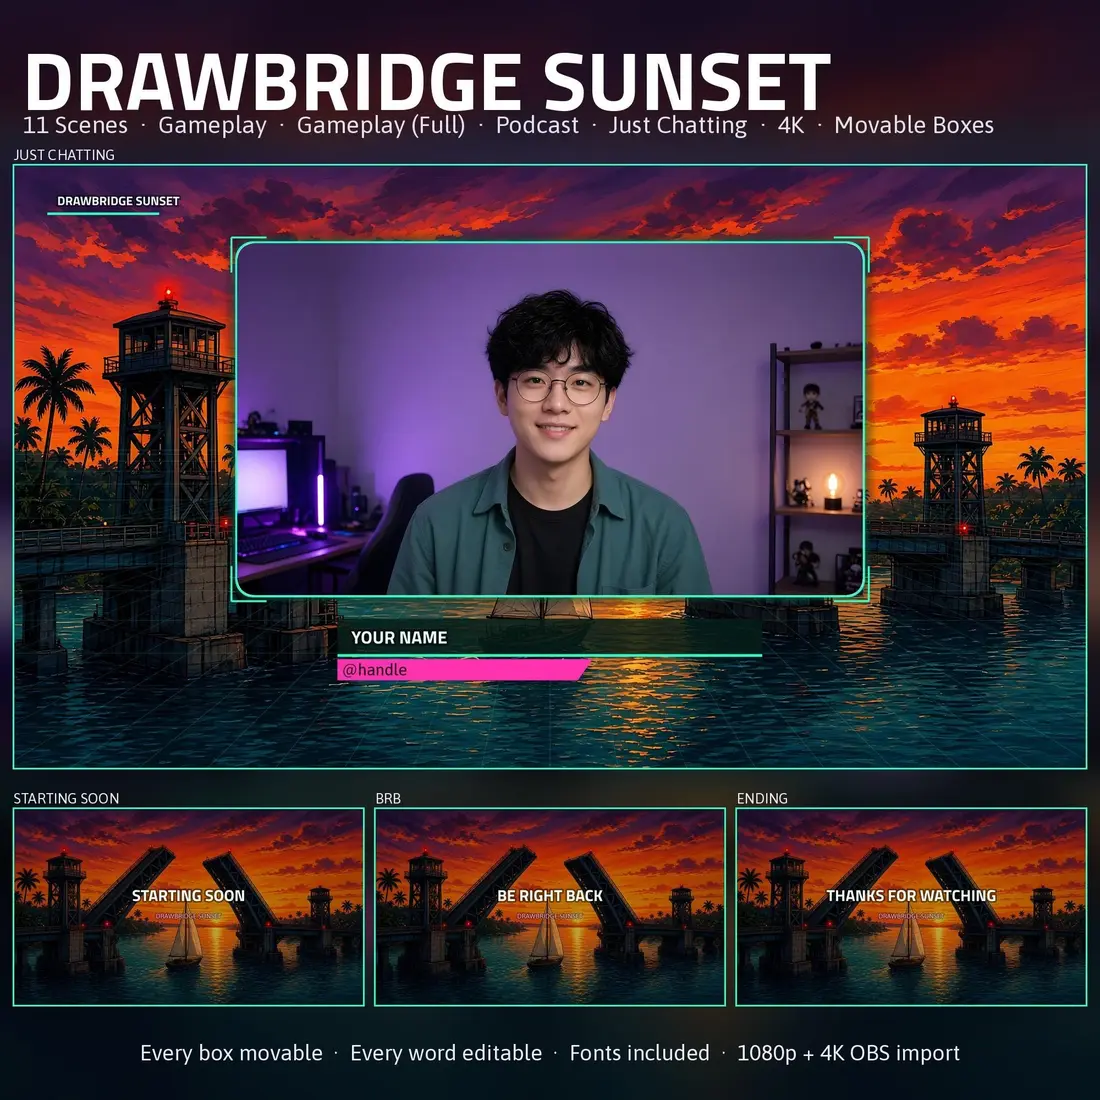 DRAWBRIDGE SUNSET
11 Scenes · Gameplay · Gameplay (Full) · Podcast · Just Chatting · 4K · Movable Boxes
JUST CHATTING
DRAWBRIDGE SUNSET
YOUR NAME
@handle
STARTING SOON
BRB
ENDING
STARTING SOON
DRAWBRIDGE SUNSET
BE RIGHT BACK
DRAWBRIDGE SUNSET
THANKS FOR WATCHING
DRAWBRIDGE SUNSET
Every box movable · Every word editable · Fonts included · 1080p + 4K OBS import